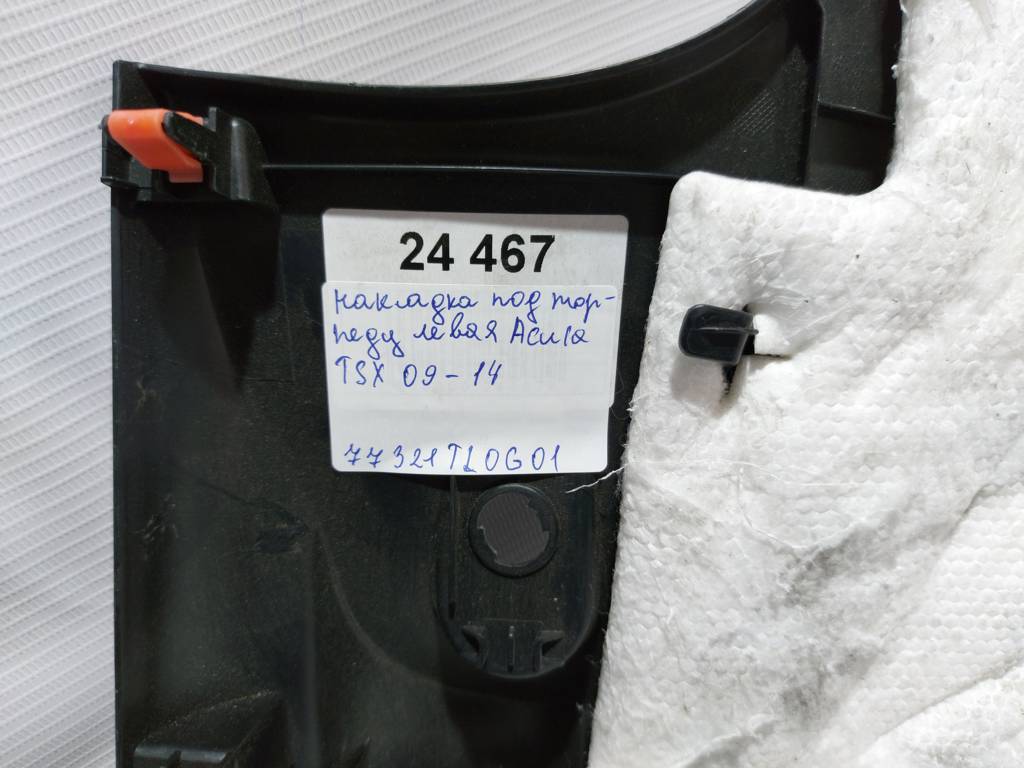 24 467
накладка под тор-
педу левая Acura
TSX 09-14
77321TL0G01